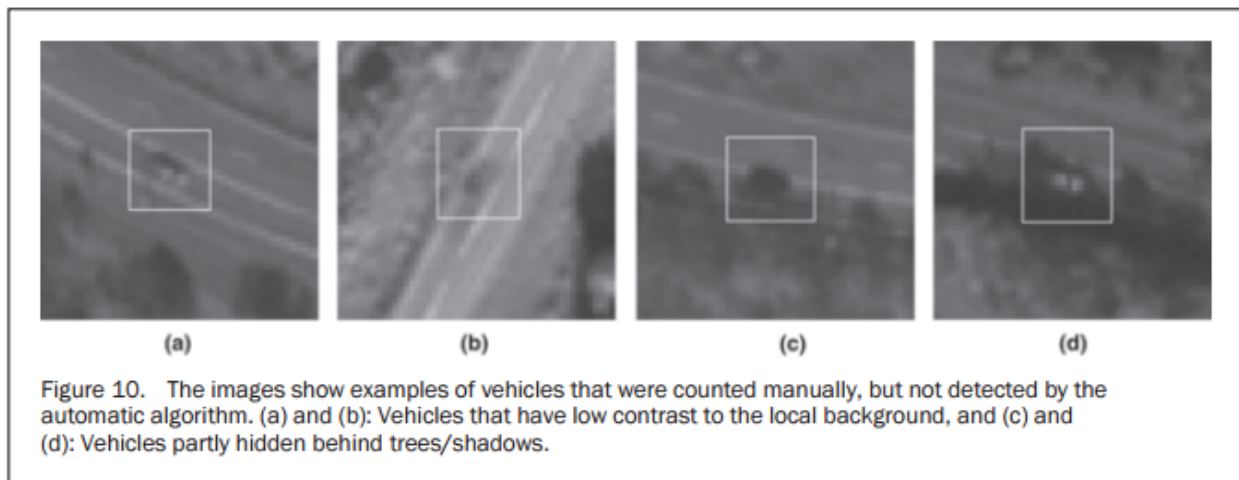 (a)
(b)
(c)
(d)
Figure 10. The images show examples of vehicles that were counted manually, but not detected by the
automatic algorithm. (a) and (b): Vehicles that have low contrast to the local background, and (c) and
(d): Vehicles partly hidden behind trees/shadows.